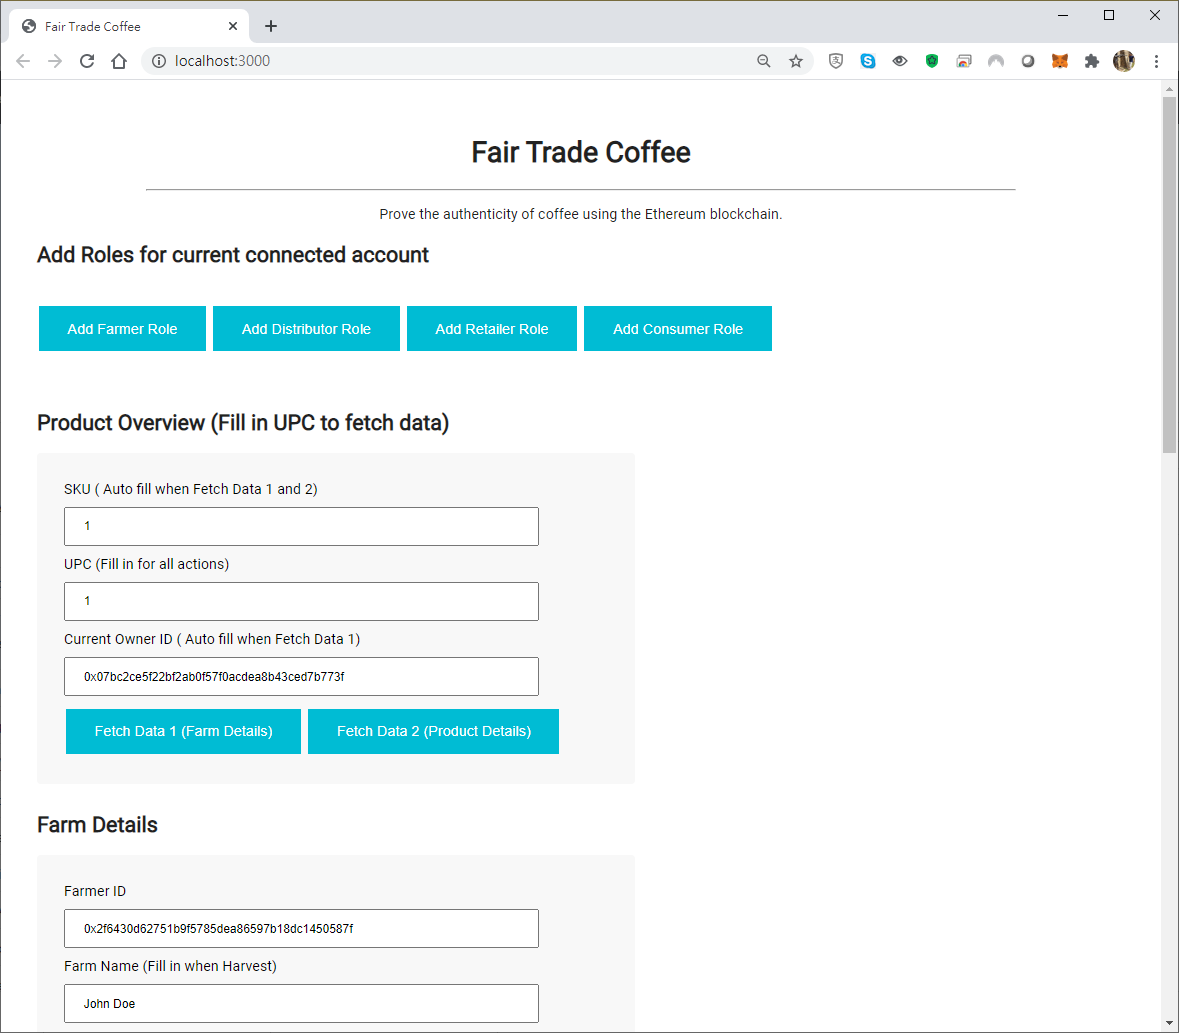 Fair Trade Coffee
localhost:3000
Fair Trade Coffee
Prove the authenticity of coffee using the Ethereum blockchain.
Add Roles for current connected account
Add Farmer Role Add Distributor Role Add Retailer Role Add Consumer Role
Product Overview (Fill in UPC to fetch data)
SKU ( Auto fill when Fetch Data 1 and 2)
1
UPC (Fill in for all actions)
1
Current Owner ID ( Auto fill when Fetch Data 1)
0x07bc2ce5f22bf2ab0f57f0acdea8b43ced7b773f
Fetch Data 1 (Farm Details) Fetch Data 2 (Product Details)
Farm Details
Farmer ID
0x2f6430d62751b9f5785dea86597b18dc1450587f
Farm Name (Fill in when Harvest)
John Doe